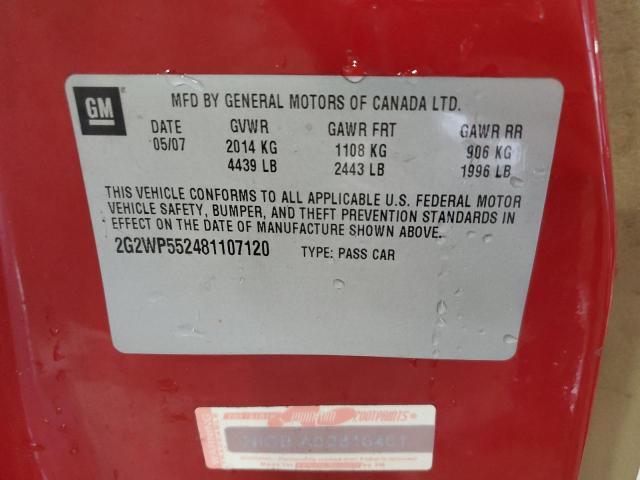 GM
MFD BY GENERAL MOTORS OF CANADA LTD.
DATE GVWR GAWR FRT GAWR RR
05/07 2014 KG 1108 KG 906 KG
4439 LB 2443 LB 1996 LB
THIS VEHICLE CONFORMS TO ALL APPLICABLE U.S. FEDERAL MOTOR
VEHICLE SAFETY, BUMPER, AND THEFT PREVENTION STANDARDS IN
EFFECT ON THE DATE OF MANUFACTURE SHOWN ABOVE.
2G2WP552481107120 TYPE: PASS CAR
FOOTPRINTS